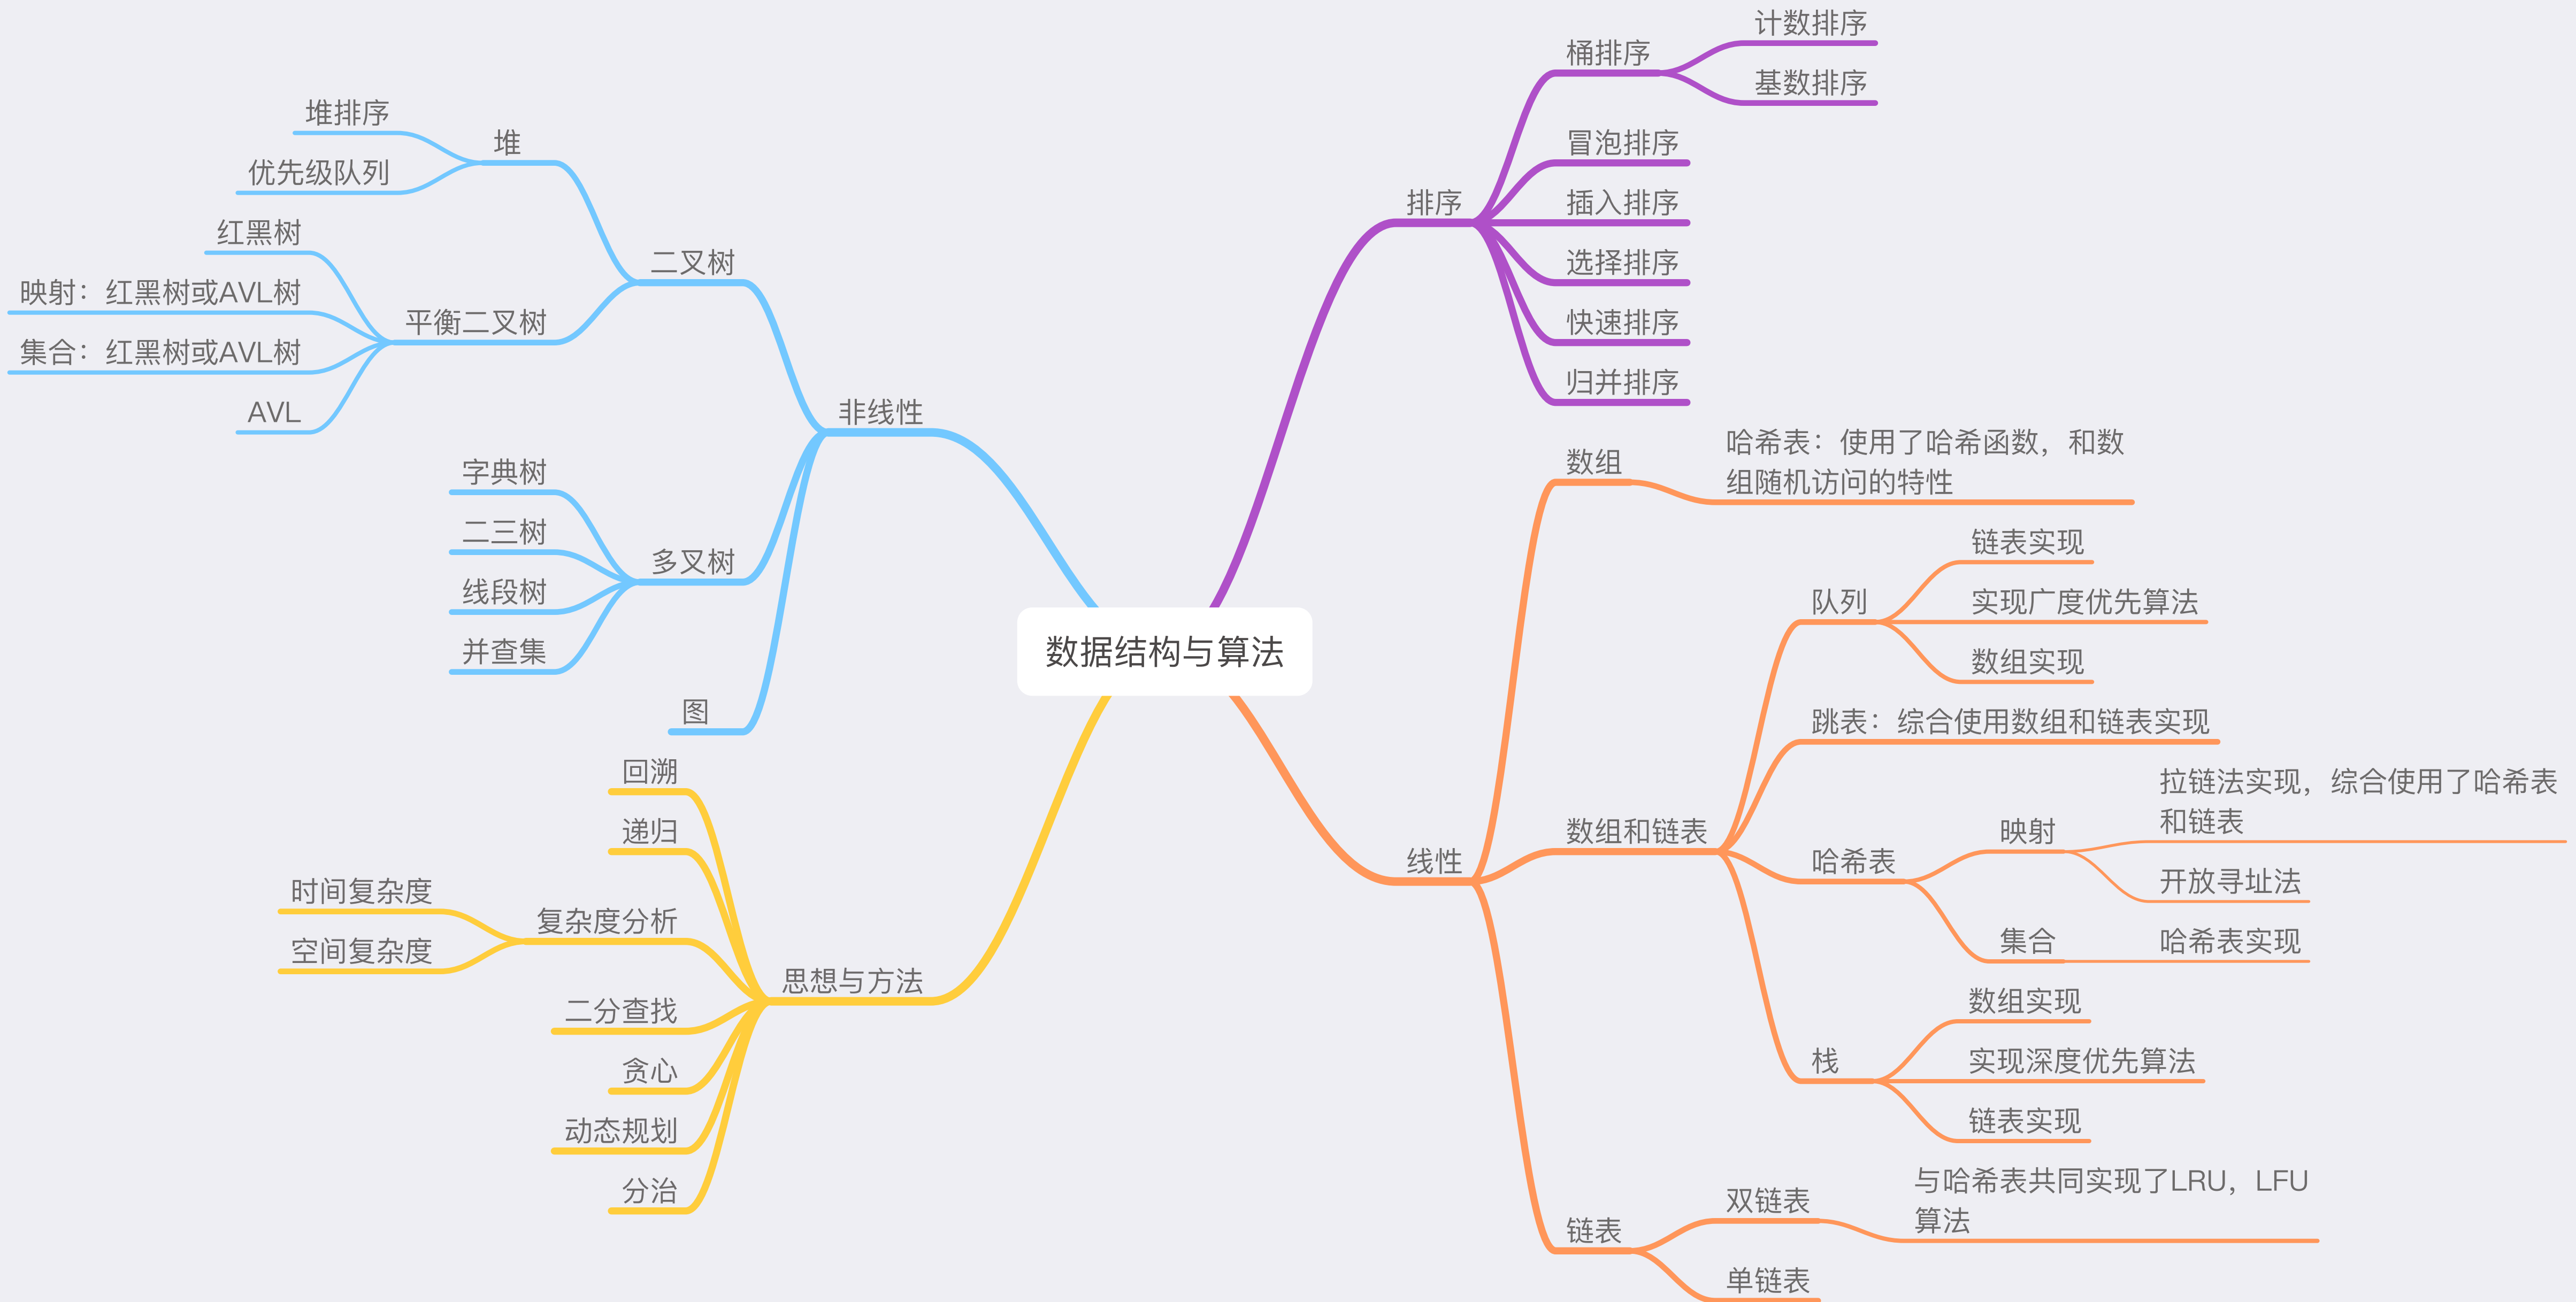 数据结构与算法
排序
桶排序
计数排序
基数排序
冒泡排序
插入排序
选择排序
快速排序
归并排序
线性
数组
哈希表：使用了哈希函数，和数
组随机访问的特性
数组和链表
队列
链表实现
实现广度优先算法
数组实现
跳表：综合使用数组和链表实现
哈希表
映射
拉链法实现，综合使用了哈希表
和链表
开放寻址法
集合
哈希表实现
栈
数组实现
实现深度优先算法
链表实现
链表
双链表
与哈希表共同实现了LRU，LFU
算法
单链表
非线性
二叉树
堆
堆排序
优先级队列
平衡二叉树
红黑树
映射：红黑树或AVL树
集合：红黑树或AVL树
AVL
多叉树
字典树
二三树
线段树
并查集
图
思想与方法
回溯
递归
复杂度分析
时间复杂度
空间复杂度
二分查找
贪心
动态规划
分治